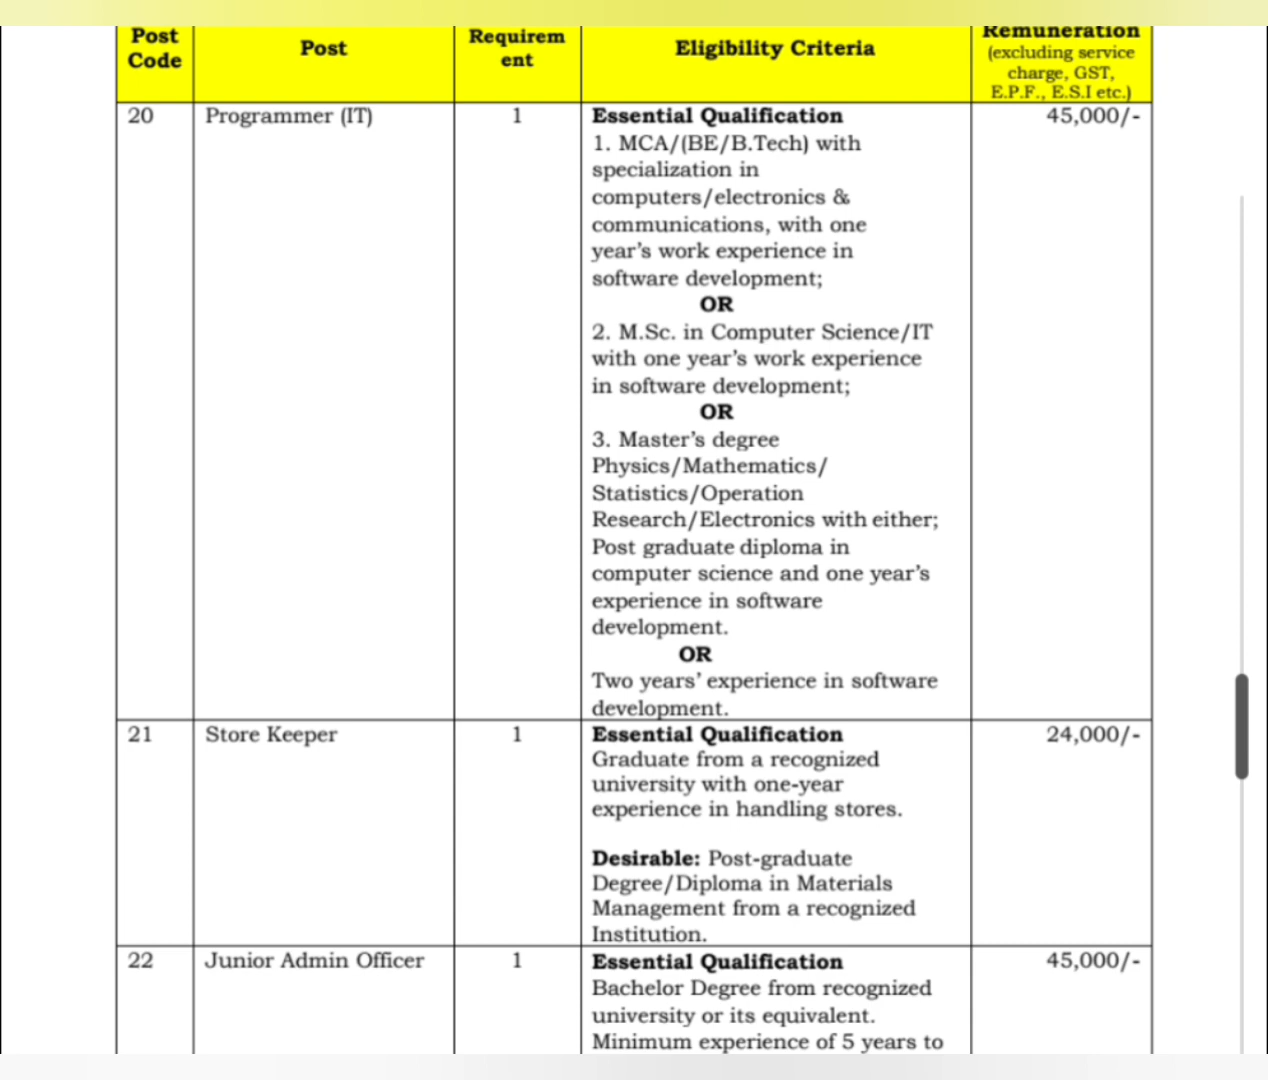 Post Code
Post
Requirem
ent
Eligibility Criteria
Remuneration
(excluding service
charge, GST,
E.P.F., E.S.I etc.)
20
Programmer (IT)
1
Essential Qualification
1. MCA/(BE/B.Tech) with
specialization in
computers/electronics &
communications, with one
year's work experience in
software development;
OR
2. M.Sc. in Computer Science/IT
with one year's work experience
in software development;
OR
3. Master's degree
Physics/Mathematics/
Statistics/Operation
Research/Electronics with either;
Post graduate diploma in
computer science and one year's
experience in software
development.
OR
Two years' experience in software
development.
45,000/-
21
Store Keeper
1
Essential Qualification
Graduate from a recognized
university with one-year
experience in handling stores.
Desirable: Post-graduate
Degree/Diploma in Materials
Management from a recognized
Institution.
24,000/-
22
Junior Admin Officer
1
Essential Qualification
Bachelor Degree from recognized
university or its equivalent.
Minimum experience of 5 years to
45,000/-